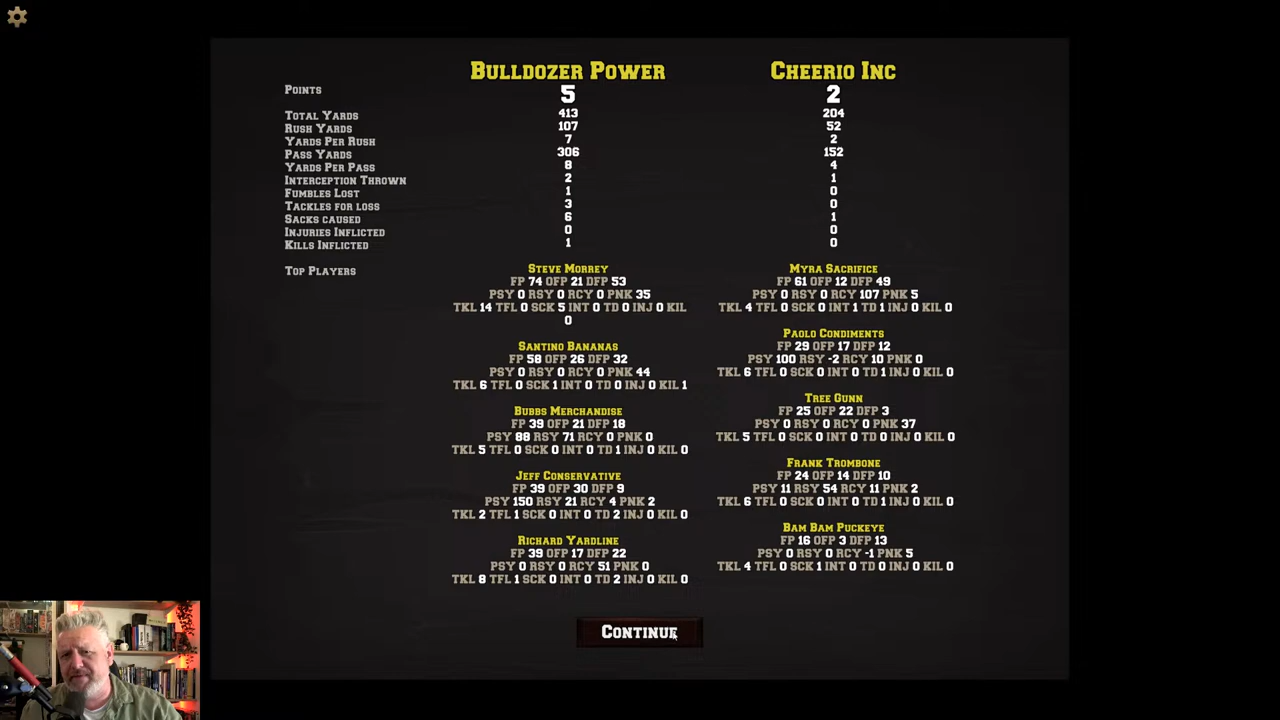 Bulldozer Power Cheerio Inc
Points 5 2
Total Yards 413 204
Rush Yards 107 52
Yards Per Rush 7 2
Pass Yards 306 152
Yards Per Pass 8 4
Interception Thrown 2 1
Fumbles Lost 1 0
Tackles for loss 3 0
Sacks caused 6 1
Injuries Inflicted 0 0
Kills Inflicted 1 0
Top Players
Steve Morrey
FP 74 OFP 21 DFP 53
PSY 0 RSY 0 RCY 0 PNK 35
TKL 14 TFL 0 SCK 5 INT 0 TD 0 INJ 0 KIL
0
Santino Bananas
FP 58 OFP 26 DFP 32
PSY 0 RSY 0 RCY 0 PNK 44
TKL 6 TFL 0 SCK 1 INT 0 TD 0 INJ 0 KIL 1
Bubbs Merchandise
FP 39 OFP 21 DFP 18
PSY 88 RSY 71 RCY 0 PNK 0
TKL 5 TFL 0 SCK 0 INT 0 TD 1 INJ 0 KIL 0
Jeff Conservative
FP 39 OFP 30 DFP 9
PSY 150 RSY 21 RCY 4 PNK 2
TKL 2 TFL 1 SCK 0 INT 0 TD 2 INJ 0 KIL 0
Richard Yardline
FP 39 OFP 17 DFP 22
PSY 0 RSY 0 RCY 51 PNK 0
TKL 8 TFL 1 SCK 0 INT 0 TD 2 INJ 0 KIL 0
Myra Sacrifice
FP 61 OFP 12 DFP 49
PSY 0 RSY 0 RCY 107 PNK 5
TKL 4 TFL 0 SCK 0 INT 1 TD 1 INJ 0 KIL 0
Paolo Condiments
FP 29 OFP 17 DFP 12
PSY 100 RSY -2 RCY 10 PNK 0
TKL 6 TFL 0 SCK 0 INT 0 TD 1 INJ 0 KIL 0
Tree Gunn
FP 25 OFP 22 DFP 3
PSY 0 RSY 0 RCY 0 PNK 37
TKL 5 TFL 0 SCK 0 INT 0 TD 0 INJ 0 KIL 0
Frank Trombone
FP 24 OFP 14 DFP 10
PSY 11 RSY 54 RCY 11 PNK 2
TKL 6 TFL 0 SCK 0 INT 0 TD 1 INJ 0 KIL 0
Bam Bam Puckeye
FP 16 OFP 3 DFP 13
PSY 0 RSY 0 RCY -1 PNK 5
TKL 4 TFL 0 SCK 1 INT 0 TD 0 INJ 0 KIL 0
Continue